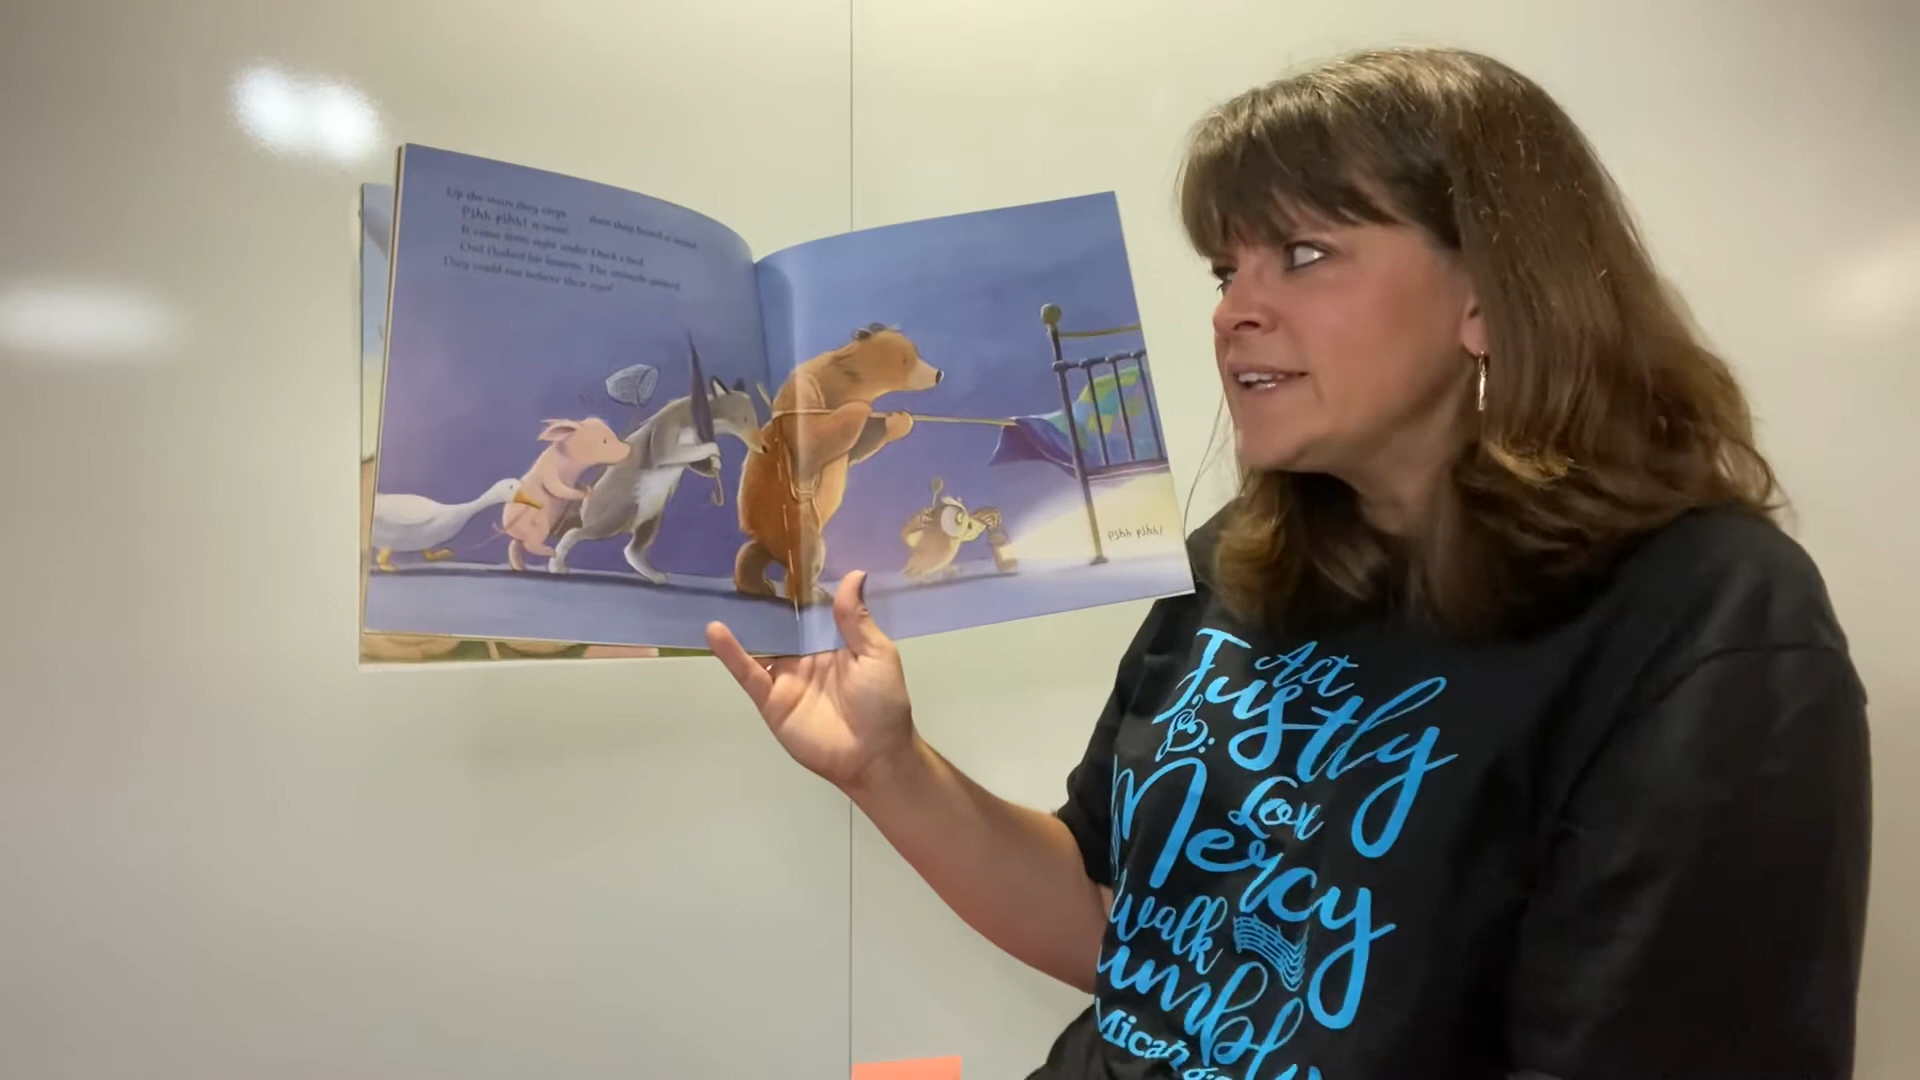 Up the stairs they crept . . . then they heard a sound.
Pshh pshh! it went.
It came from right under Duck's bed.
Owl flashed his lantern. The animals gasped.
They could not believe their eyes!
Pshh pshh!
Act
Justly
&
Love
Mercy
Walk
umbly
Micah